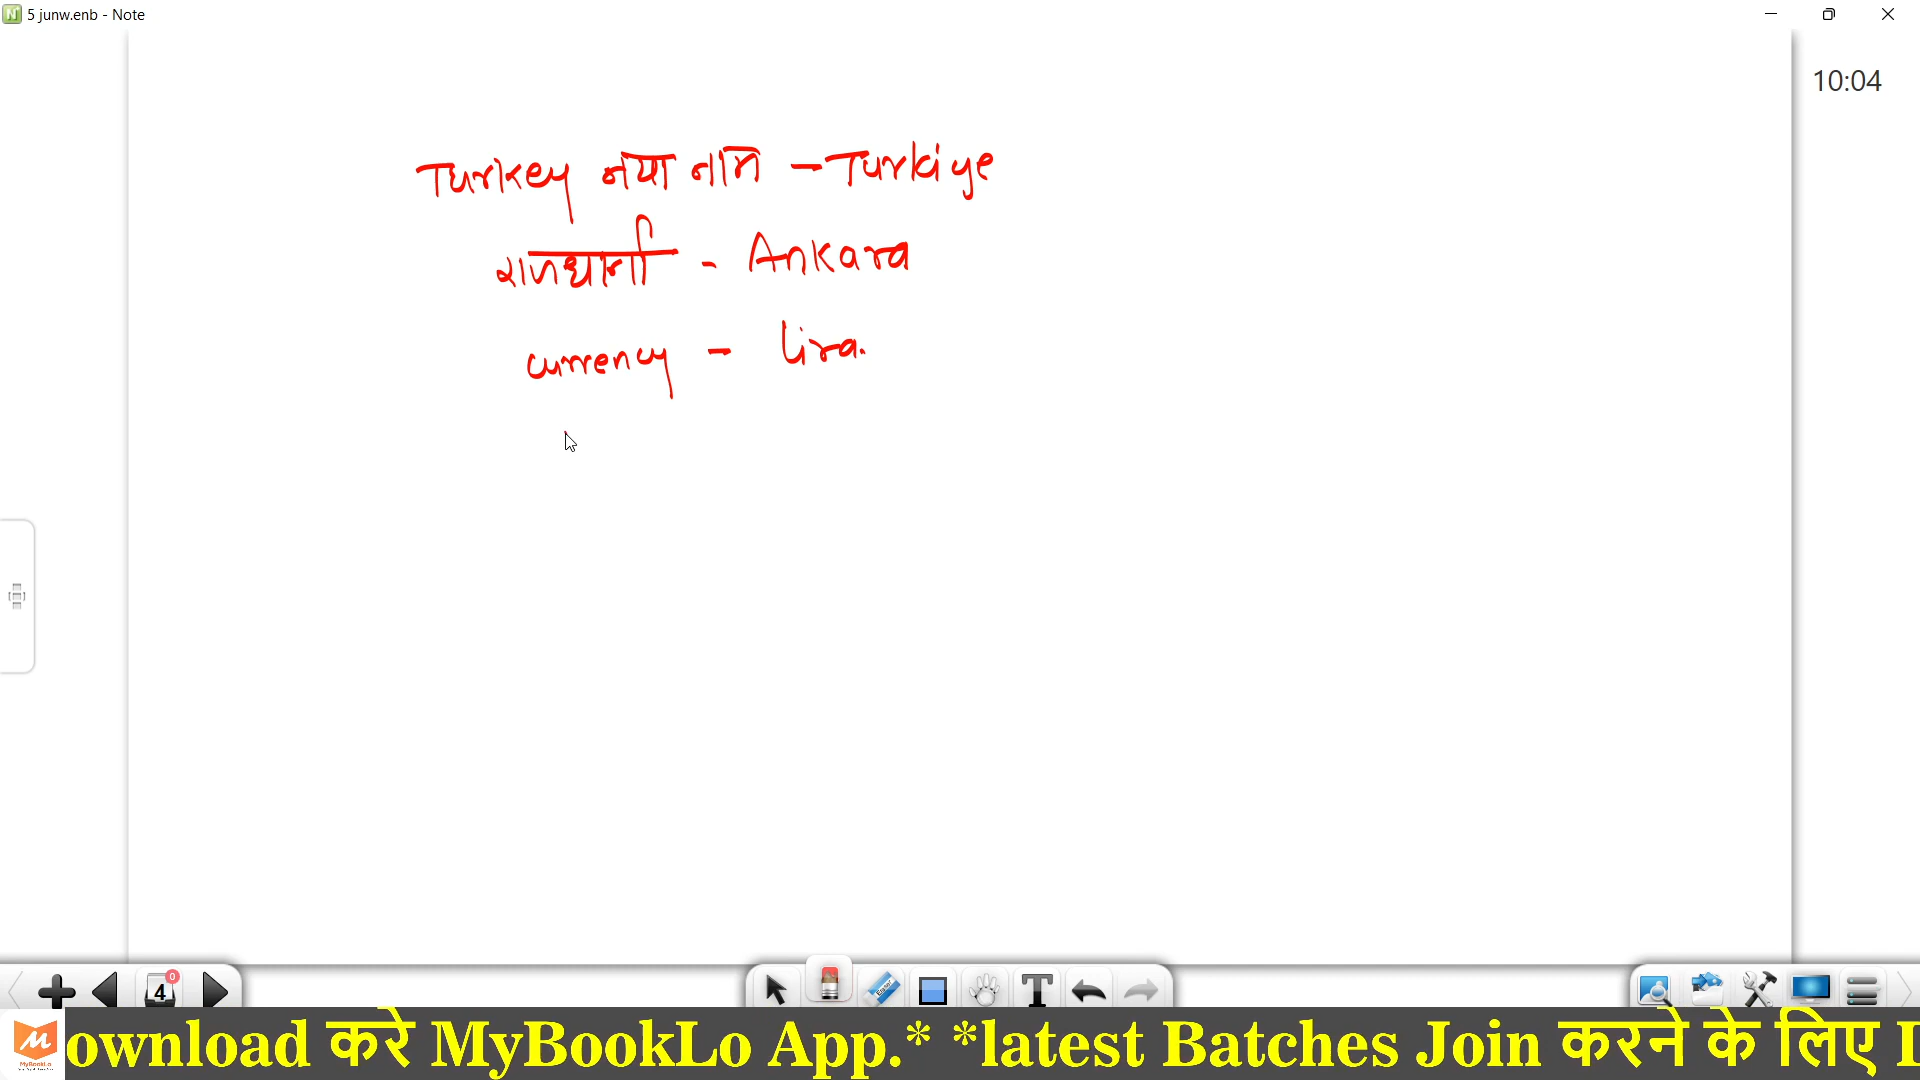 5 junw.enb - Note
10:04
Turkey नया नाम - Turkiye
राजधानी - Ankara
currency - lira.
0
4
T
MyBookLo
ownload करे MyBookLo App.* *latest Batches Join करने के लिए